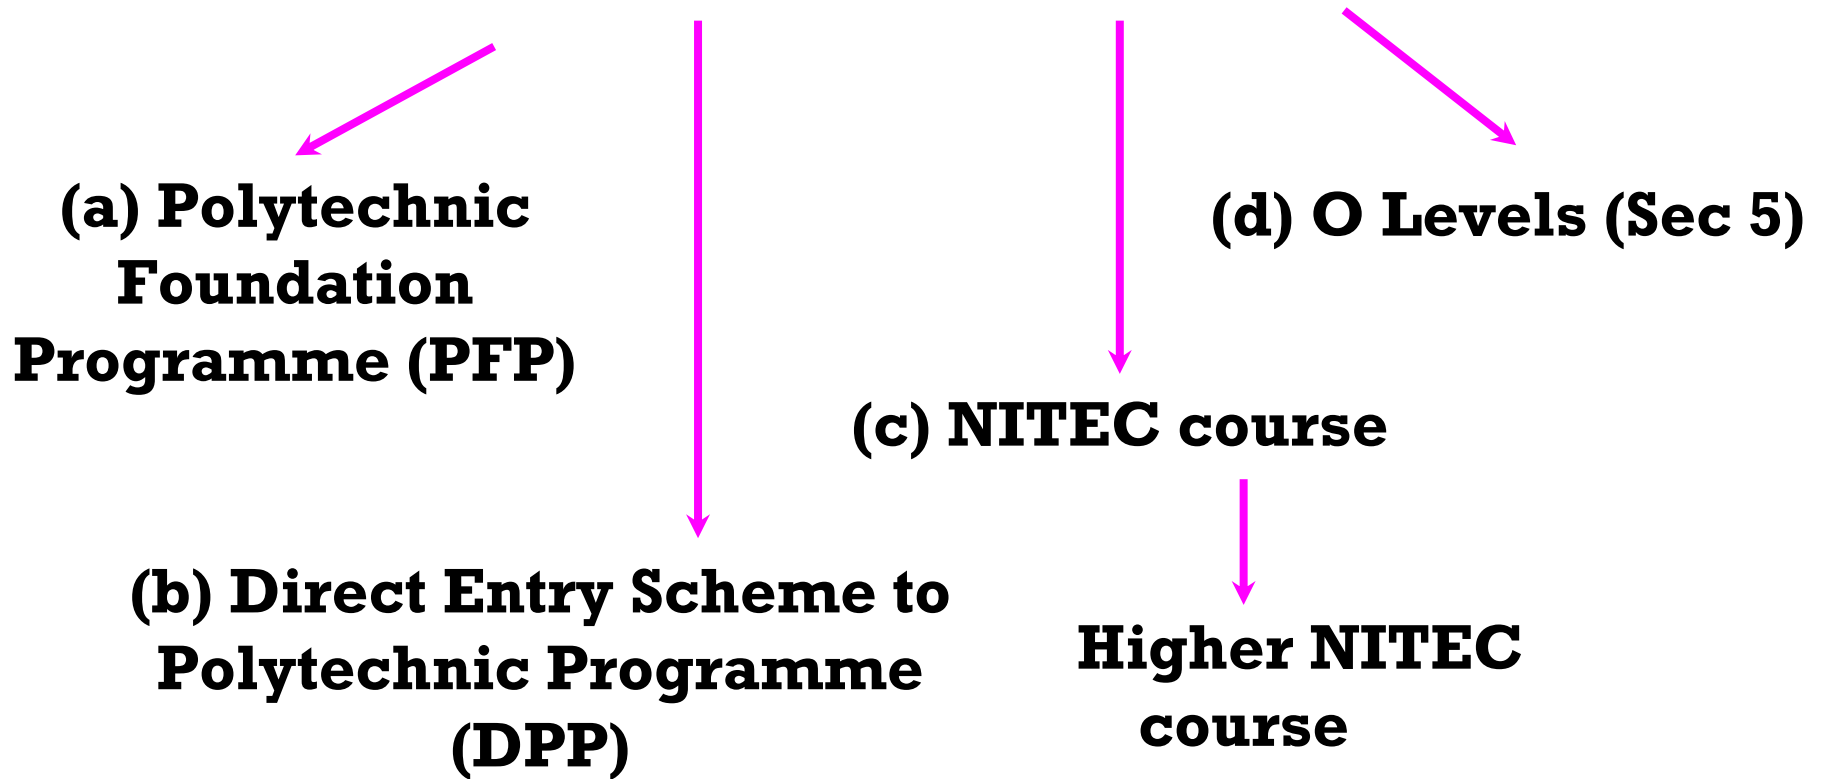 (a) Polytechnic
Foundation
Programme (PFP)
(b) Direct Entry Scheme to
Polytechnic Programme
(DPP)
(c) NITEC course
Higher NITEC
course
(d) O Levels (Sec 5)